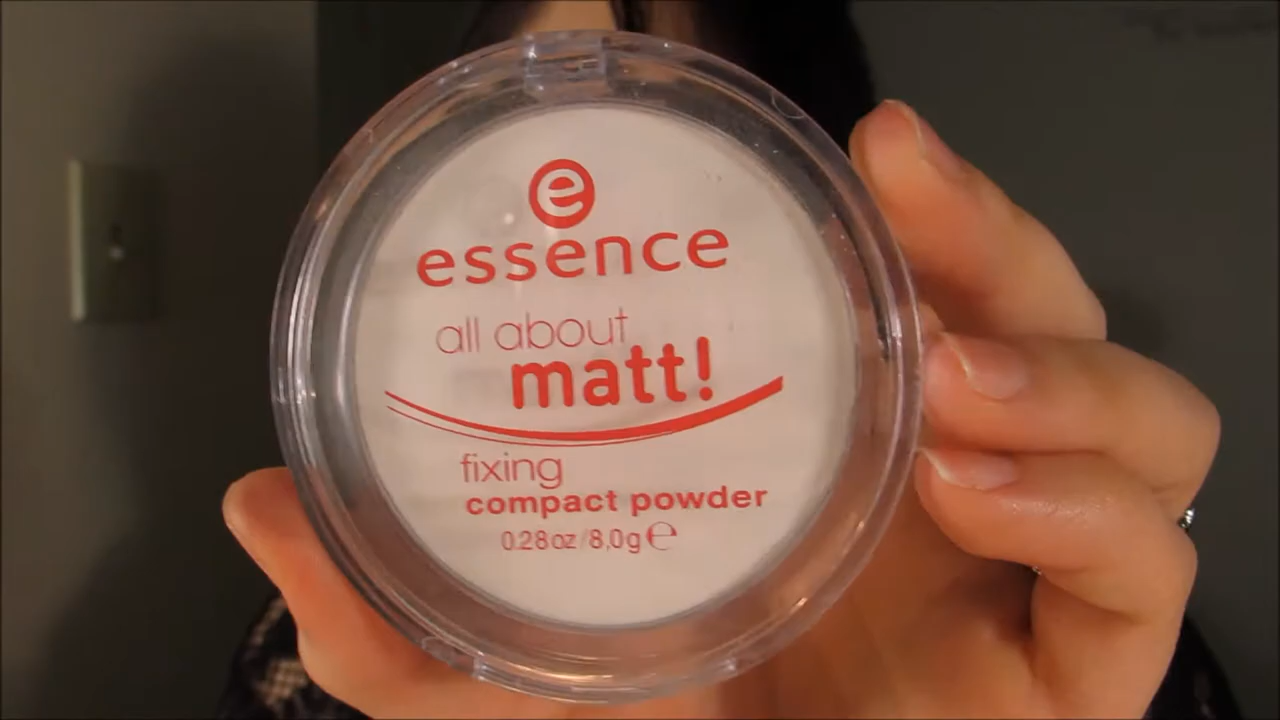 e
essence
all about
matt!
fixing
compact powder
0.28oz/8,0g ℮